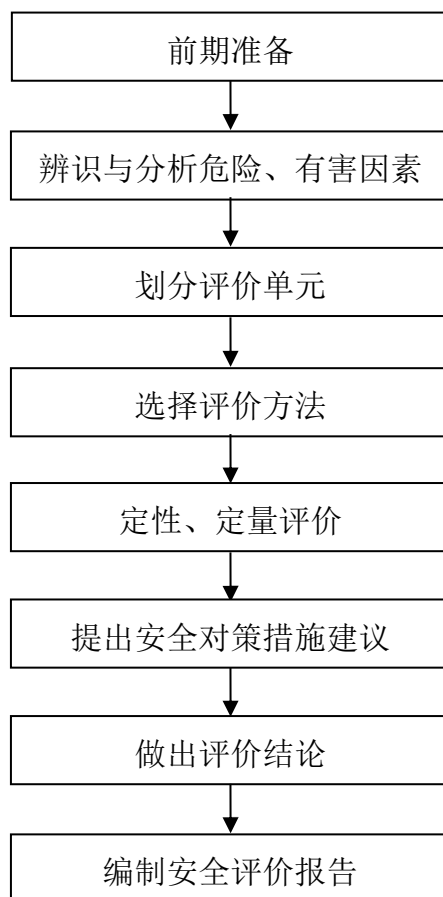 前期准备
辨识与分析危险、有害因素
划分评价单元
选择评价方法
定性、定量评价
提出安全对策措施建议
做出评价结论
编制安全评价报告